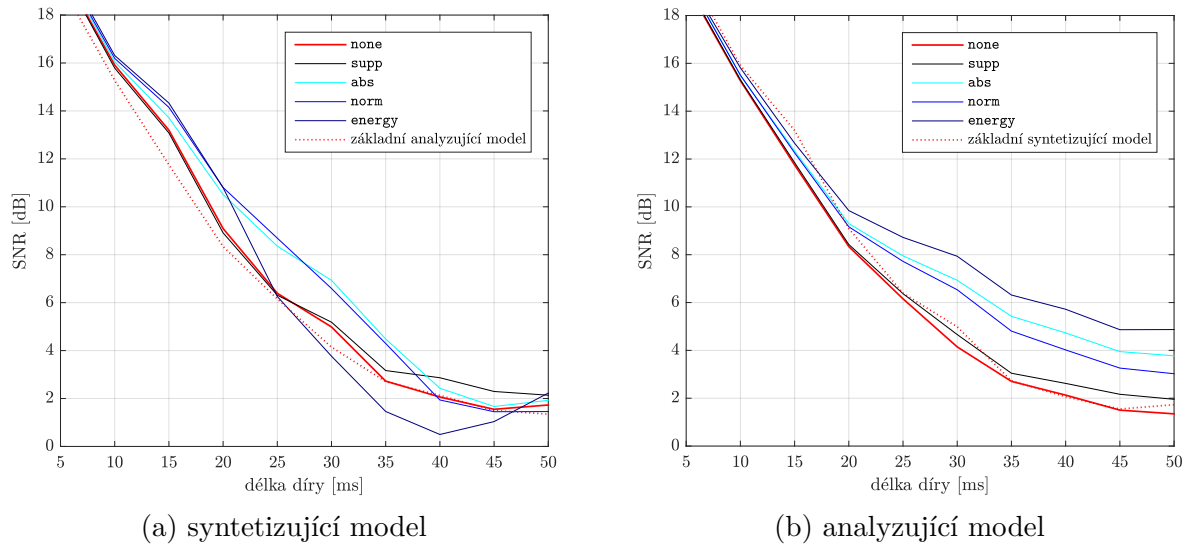 18
16
14
12
10
8
6
4
2
0
SNR [dB]
5 10 15 20 25 30 35 40 45 50
délka díry [ms]
none
supp
abs
norm
energy
základní analyzující model
(a) syntetizující model
18
16
14
12
10
8
6
4
2
0
SNR [dB]
5 10 15 20 25 30 35 40 45 50
délka díry [ms]
none
supp
abs
norm
energy
základní syntetizující model
(b) analyzující model